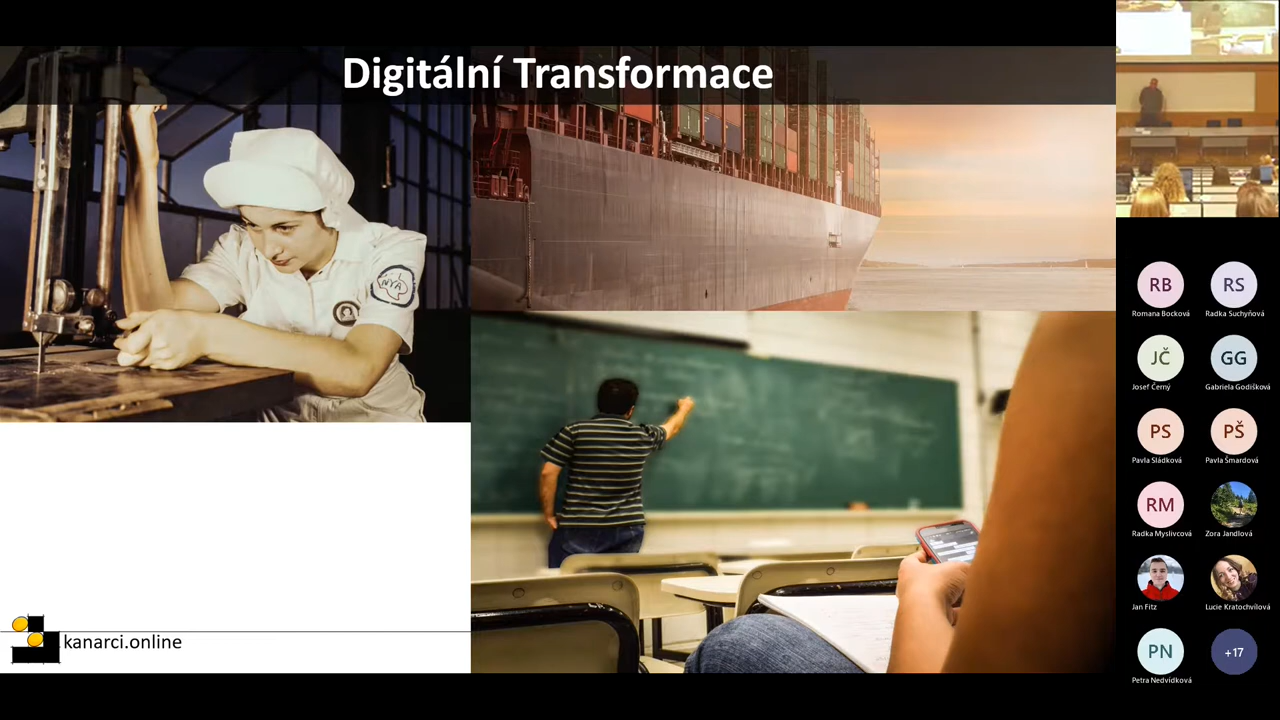 Digitální Transformace
NYA
kanarci.online
RB
Romana Bocková
RS
Radka Suchyňová
JČ
Josef Černý
GG
Gabriela Godišková
PS
Pavla Sládková
PŠ
Pavla Šmardová
RM
Radka Myslivcová
Zora Jandlová
Jan Fitz
Lucie Kratochvílová
PN
Petra Nedvídková
+17